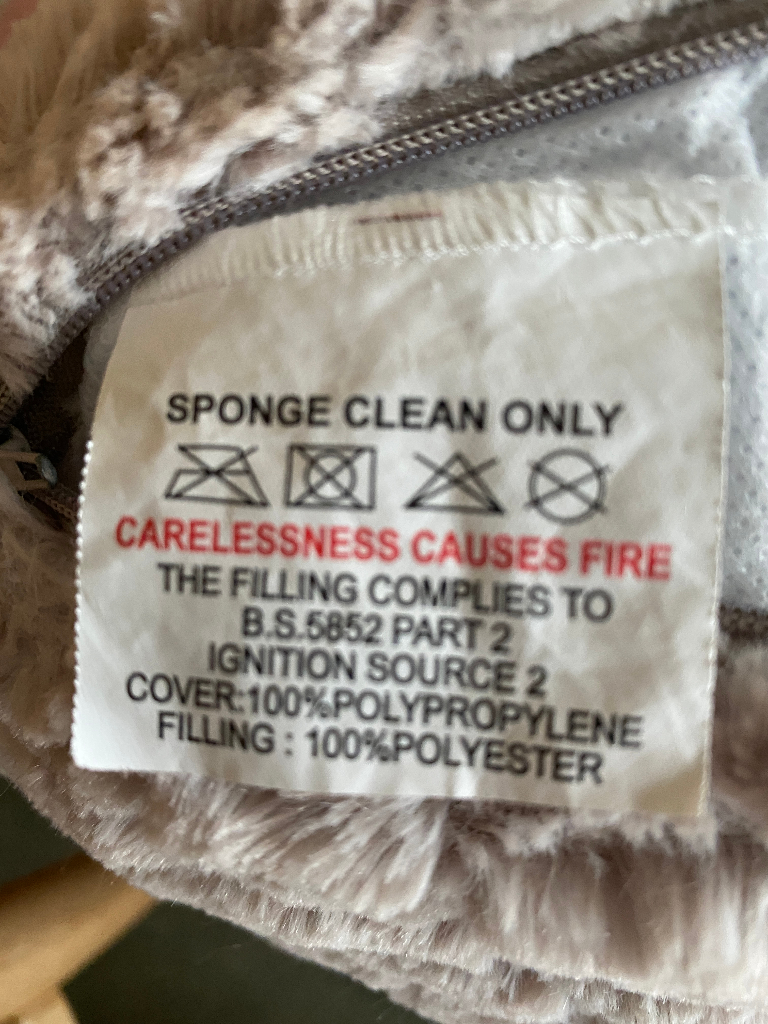 SPONGE CLEAN ONLY
CARELESSNESS CAUSES FIRE
THE FILLING COMPLIES TO
B.S.5852 PART 2
IGNITION SOURCE 2
COVER:100%POLYPROPYLENE
FILLING : 100%POLYESTER